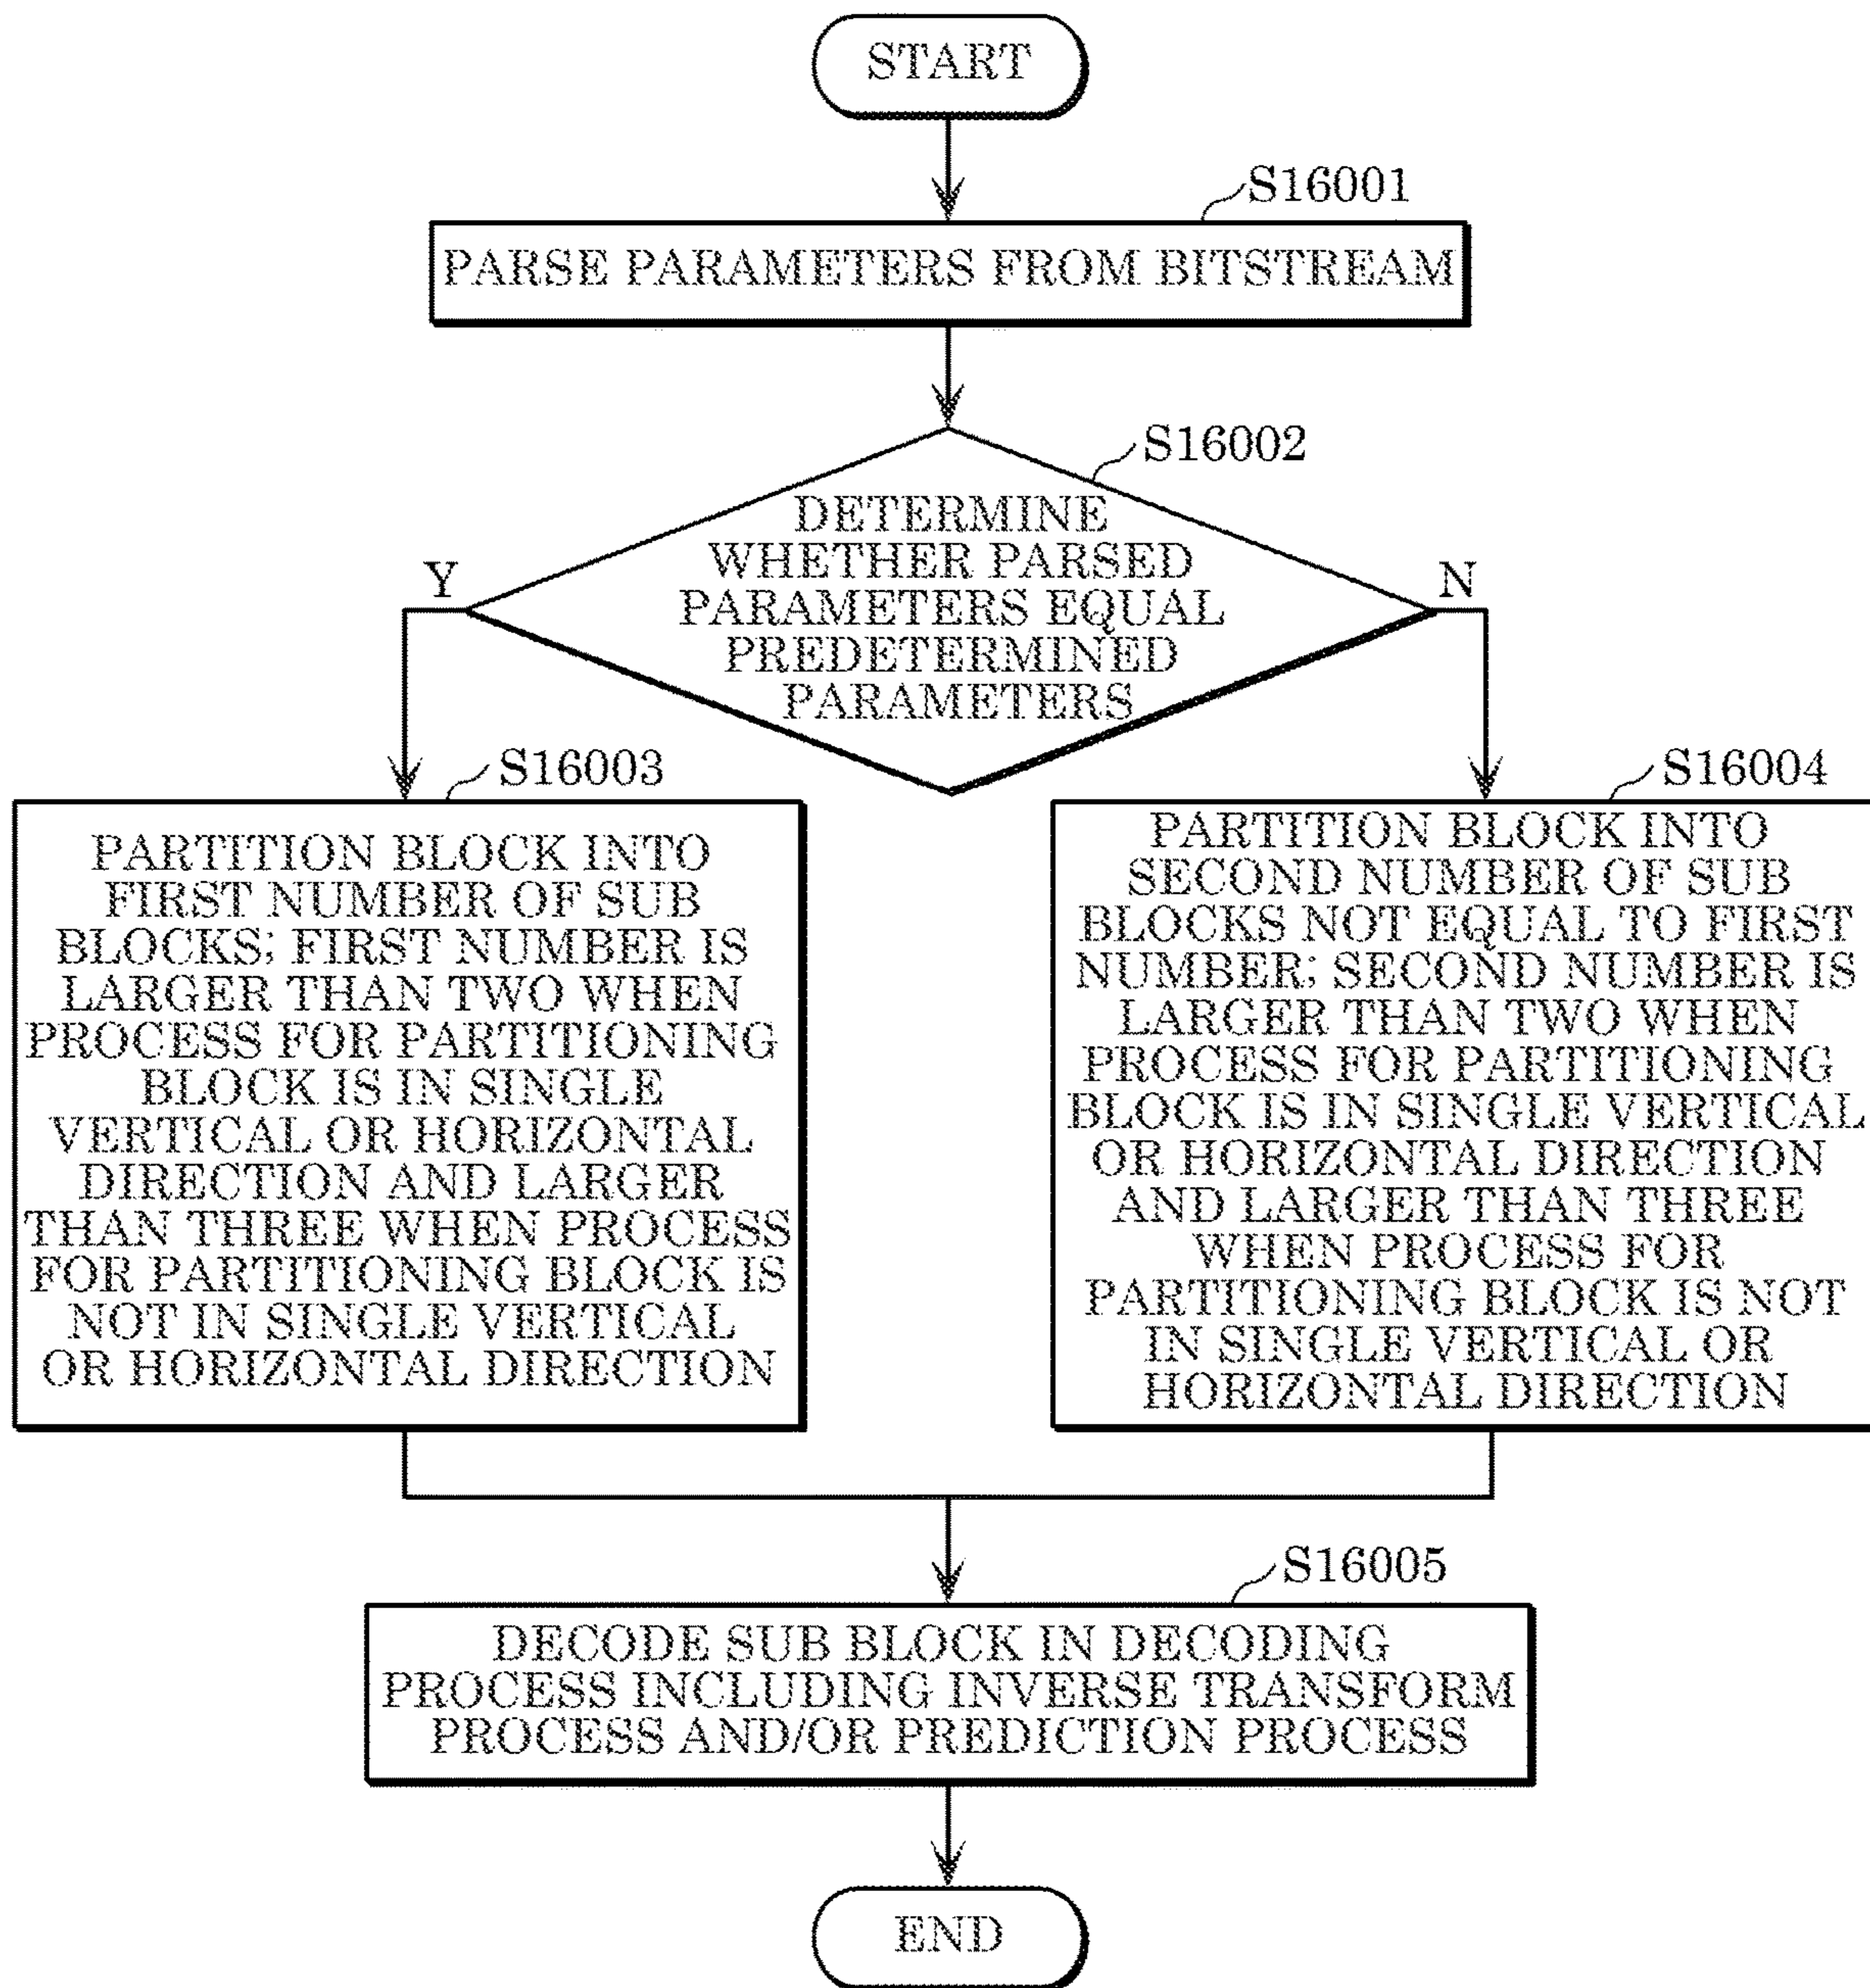 START
S16001
PARSE PARAMETERS FROM BITSTREAM
S16002
DETERMINE
WHETHER PARSED
PARAMETERS EQUAL
PREDETERMINED
PARAMETERS
Y
N
S16003
PARTITION BLOCK INTO
FIRST NUMBER OF SUB
BLOCKS; FIRST NUMBER IS
LARGER THAN TWO WHEN
PROCESS FOR PARTITIONING
BLOCK IS IN SINGLE
VERTICAL OR HORIZONTAL
DIRECTION AND LARGER
THAN THREE WHEN PROCESS
FOR PARTITIONING BLOCK IS
NOT IN SINGLE VERTICAL
OR HORIZONTAL DIRECTION
S16004
PARTITION BLOCK INTO
SECOND NUMBER OF SUB
BLOCKS NOT EQUAL TO FIRST
NUMBER; SECOND NUMBER IS
LARGER THAN TWO WHEN
PROCESS FOR PARTITIONING
BLOCK IS IN SINGLE VERTICAL
OR HORIZONTAL DIRECTION
AND LARGER THAN THREE
WHEN PROCESS FOR
PARTITIONING BLOCK IS NOT
IN SINGLE VERTICAL OR
HORIZONTAL DIRECTION
S16005
DECODE SUB BLOCK IN DECODING
PROCESS INCLUDING INVERSE TRANSFORM
PROCESS AND/OR PREDICTION PROCESS
END